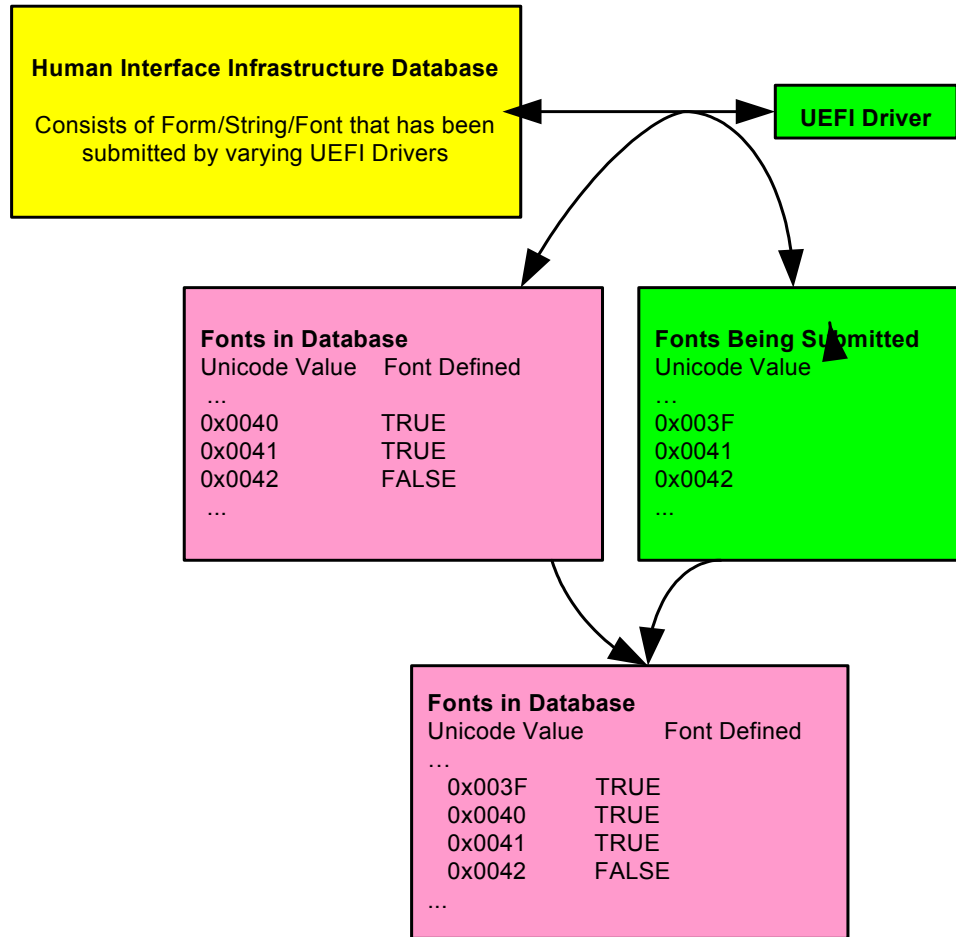 Human Interface Infrastructure Database
Consists of Form/String/Font that has been
submitted by varying UEFI Drivers
UEFI Driver
Fonts in Database
Unicode Value Font Defined
...
0x0040 TRUE
0x0041 TRUE
0x0042 FALSE
...
Fonts Being Submitted
Unicode Value
...
0x003F
0x0041
0x0042
...
Fonts in Database
Unicode Value Font Defined
...
0x003F TRUE
0x0040 TRUE
0x0041 TRUE
0x0042 FALSE
...